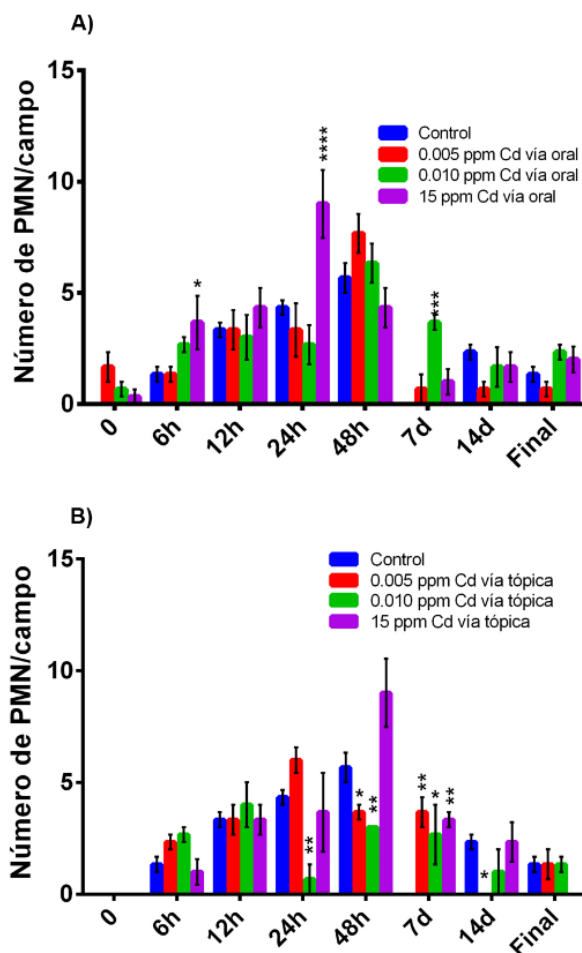 A)
Número de PMN/campo
15
10
5
0
Control
0.005 ppm Cd vía oral
0.010 ppm Cd vía oral
15 ppm Cd vía oral
*
****
***
0
6h
12h
24h
48h
7d
14d
Final
B)
Número de PMN/campo
15
10
5
0
Control
0.005 ppm Cd vía tópica
0.010 ppm Cd vía tópica
15 ppm Cd vía tópica
**
*
**
**
*
**
*
0
6h
12h
24h
48h
7d
14d
Final